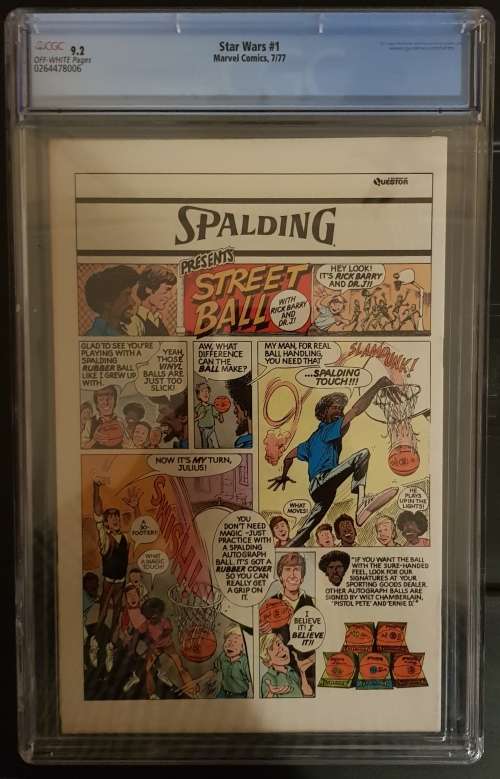 CGC 9.2
OFF-WHITE Pages
0264478006
Star Wars #1
Marvel Comics, 7/77
QUESTOR
SPALDING
PRESENTS
STREET
BALL
WITH
RICK BARRY
AND
DR. J!
HEY LOOK!
IT'S RICK BARRY
AND DR. J!!
GLAD TO SEE YOU'RE
PLAYING WITH A
SPALDING
RUBBER BALL
LIKE I GREW UP
WITH.
YEAH,
THOSE
VINYL
BALLS ARE
JUST TOO
SLICK!
AW, WHAT
DIFFERENCE
CAN THE
BALL MAKE?
MY MAN, FOR REAL
BALL HANDLING,
YOU NEED THAT
...SPALDING
TOUCH!!!
SLAMDUNK!
WHAT
MOVES!
HE
PLAYS
UP IN THE
LIGHTS!
NOW IT'S MY TURN,
JULIUS!
A
30-
FOOTER!
WHAT
A MAGIC
TOUCH!
SWISH!
YOU
DON'T NEED
MAGIC-JUST
PRACTICE WITH
A SPALDING
AUTOGRAPH
BALL. IT'S GOT A
RUBBER COVER
SO YOU CAN
REALLY GET
A GRIP ON
IT.
I
BELIEVE
IT! I
BELIEVE
IT!!
"IF YOU WANT THE BALL
WITH THE SURE-HANDED
FEEL, LOOK FOR OUR
SIGNATURES AT YOUR
SPORTING GOODS DEALER.
OTHER AUTOGRAPH BALLS ARE
SIGNED BY WILT CHAMBERLAIN,
'PISTOL PETE' AND 'ERNIE D.'"